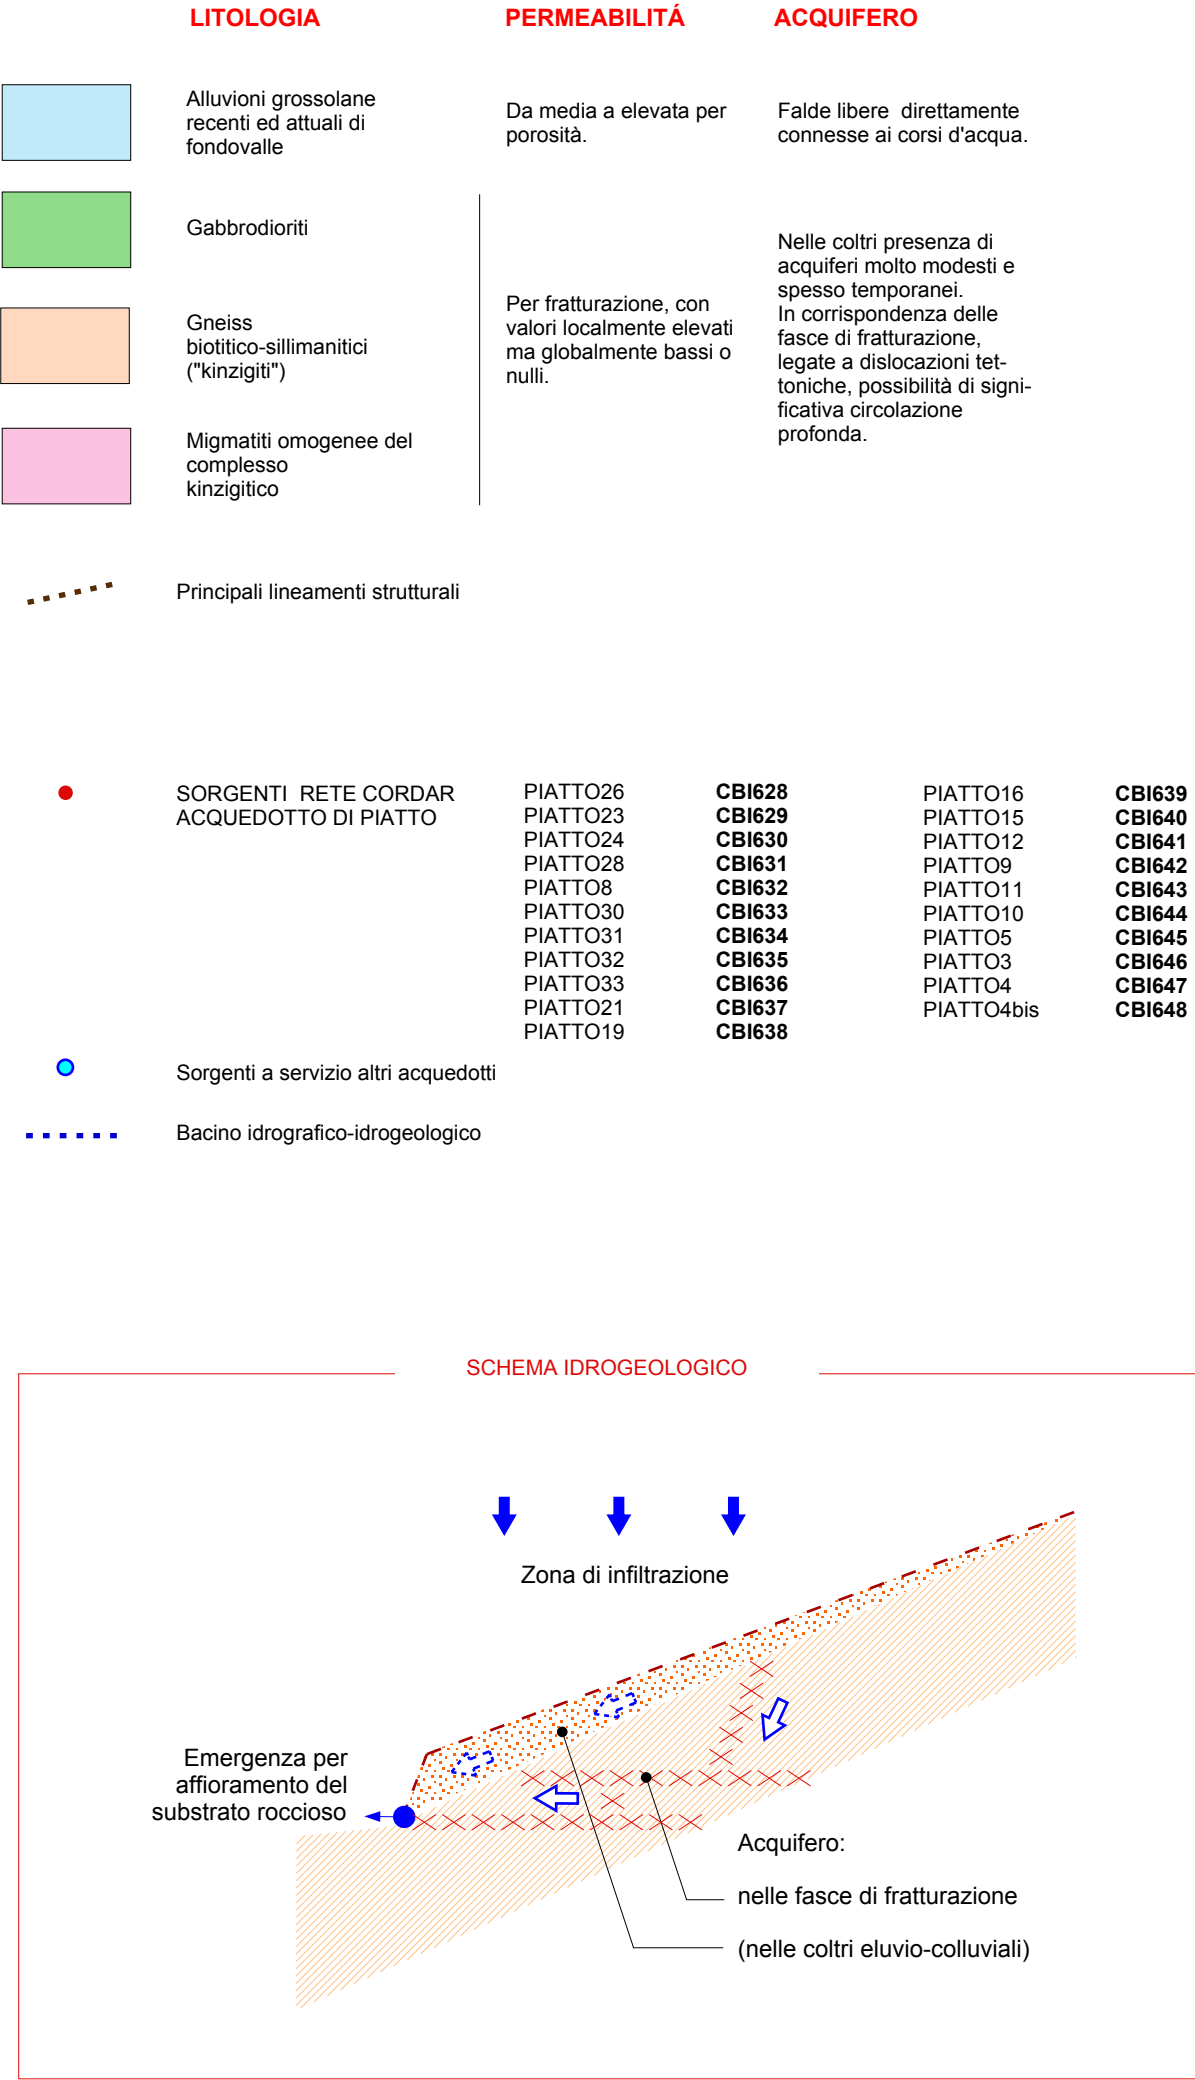 LITOLOGIA PERMEABILITÁ ACQUIFERO
Alluvioni grossolane
recenti ed attuali di
fondovalle
Da media a elevata per
porosità.
Falde libere direttamente
connesse ai corsi d'acqua.
Gabbrodioriti
Gneiss
biotitico-sillimanitici
("kinzigiti")
Migmatiti omogenee del
complesso
kinzigitico
Per fratturazione, con
valori localmente elevati
ma globalmente bassi o
nulli.
Nelle coltri presenza di
acquiferi molto modesti e
spesso temporanei.
In corrispondenza delle
fasce di fratturazione,
legate a dislocazioni tet-
toniche, possibilità di signi-
ficativa circolazione
profonda.
Principali lineamenti strutturali
SORGENTI RETE CORDAR
ACQUEDOTTO DI PIATTO
PIATTO26 CBI628
PIATTO23 CBI629
PIATTO24 CBI630
PIATTO28 CBI631
PIATTO8 CBI632
PIATTO30 CBI633
PIATTO31 CBI634
PIATTO32 CBI635
PIATTO33 CBI636
PIATTO21 CBI637
PIATTO19 CBI638
PIATTO16 CBI639
PIATTO15 CBI640
PIATTO12 CBI641
PIATTO9 CBI642
PIATTO11 CBI643
PIATTO10 CBI644
PIATTO5 CBI645
PIATTO3 CBI646
PIATTO4 CBI647
PIATTO4bis CBI648
Sorgenti a servizio altri acquedotti
Bacino idrografico-idrogeologico
SCHEMA IDROGEOLOGICO
Zona di infiltrazione
Emergenza per
affioramento del
substrato roccioso
Acquifero:
nelle fasce di fratturazione
(nelle coltri eluvio-colluviali)